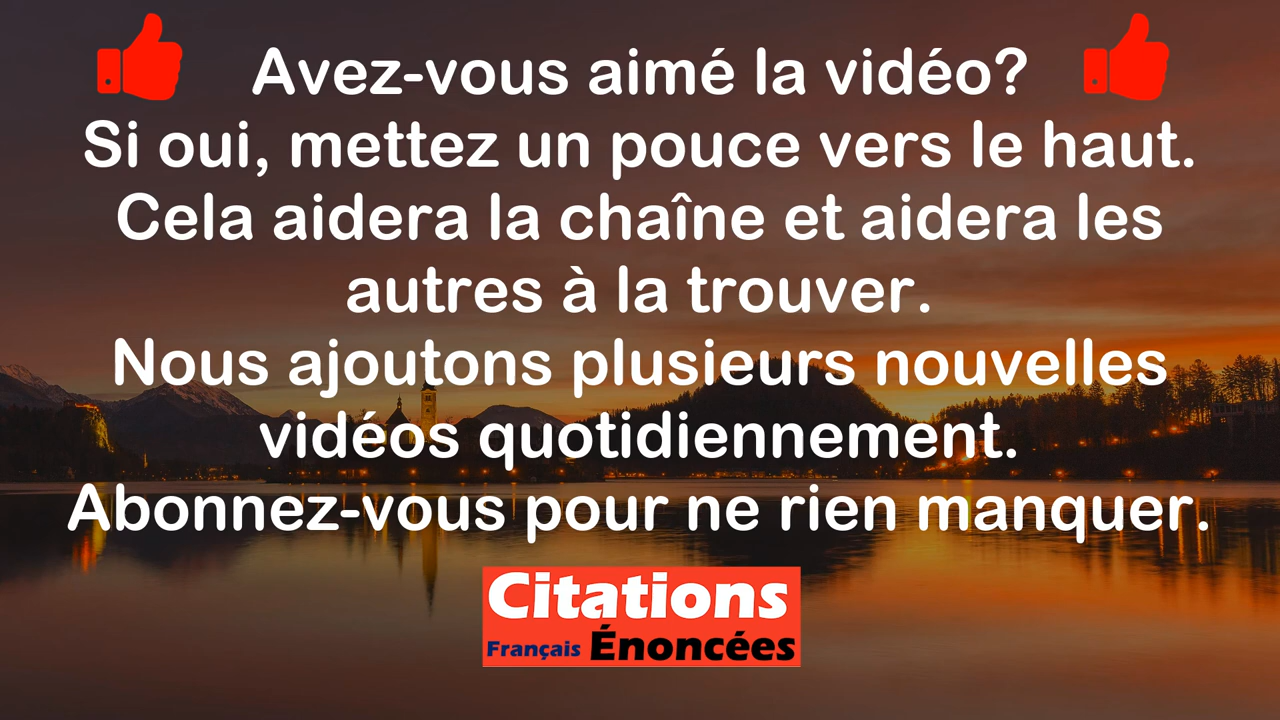 Avez-vous aimé la vidéo?
Si oui, mettez un pouce vers le haut.
Cela aidera la chaîne et aidera les
autres à la trouver.
Nous ajoutons plusieurs nouvelles
vidéos quotidiennement.
Abonnez-vous pour ne rien manquer.
Citations
Français Énoncées